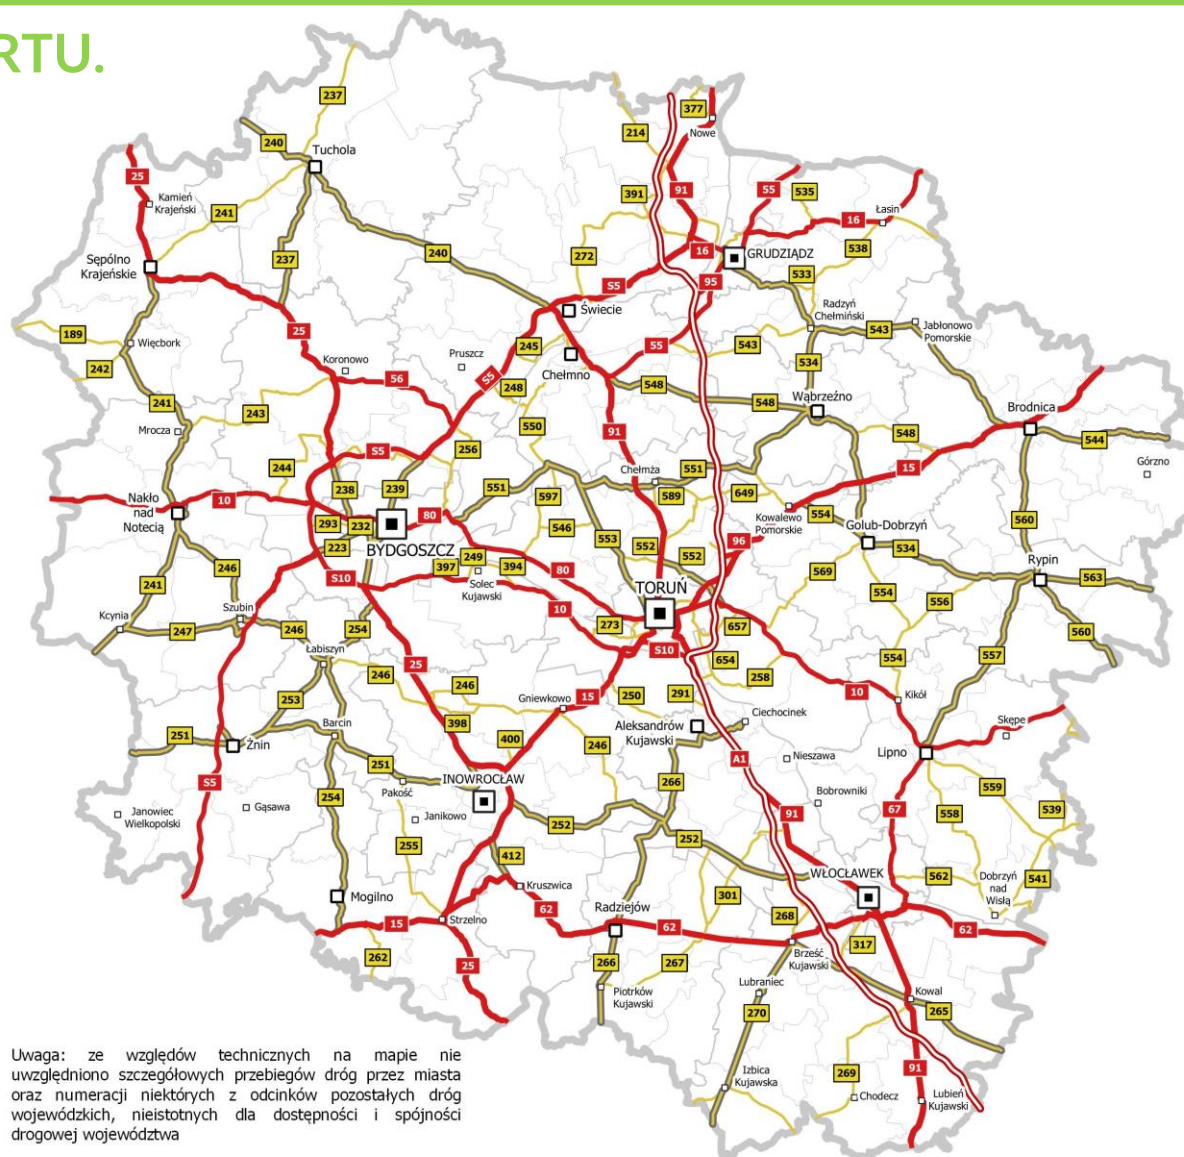 RTU.
237
377
214
Nowe
240
Tuchola
25
391
91
55
535
Kamień
Krajeński
241
16
Łasin
Sępólno
Krajeńskie
237
240
272
16
GRUDZIĄDZ
538
S5
95
533
Świecie
Radzyń
Chełmiński
189
Więcbork
25
Pruszcz
245
55
543
543
Jabłonowo
Pomorskie
242
Koronowo
56
S5
248
Chełmno
548
534
241
243
548
Wąbrzeźno
Brodnica
Mrocza
550
91
548
544
S5
256
244
Chełmża
551
15
Górzno
Nakło
nad
Notecią
10
238
239
551
597
589
649
Kowalewo
Pomorskie
554
Golub-Dobrzyń
560
293
232
80
546
553
96
223
BYDGOSZCZ
249
552
552
534
Rypin
246
397
394
80
569
563
241
S10
Solec
Kujawski
TORUŃ
554
556
Kcynia
Szubin
10
247
246
254
273
657
560
Łabiszyn
S10
654
554
557
25
246
246
258
253
Gniewkowo
15
250
291
10
Kikół
251
Żnin
Barcin
398
400
246
Aleksandrów
Kujawski
Ciechocinek
Skępe
251
A1
Nieszawa
Lipno
S5
INOWROCŁAW
266
559
Janowiec
Wielkopolski
Gąsawa
254
Pakość
Janikowo
Bobrowniki
67
558
539
252
91
255
412
252
WŁOCŁAWEK
562
Dobrzyń
nad
Wisłą
541
Kruszwica
301
Mogilno
62
Radziejów
268
15
Strzelno
62
317
62
262
25
266
267
Brześć
Kujawski
Piotrków
Kujawski
Lubraniec
Kowal
270
265
Uwaga: ze względów technicznych na mapie nie
uwzględniono szczegółowych przebiegów dróg przez miasta
oraz numeracji niektórych z odcinków pozostałych dróg
wojewódzkich, nieistotnych dla dostępności i spójności
drogowej województwa
Izbica
Kujawska
269
91
Chodecz
Lubień
Kujawski